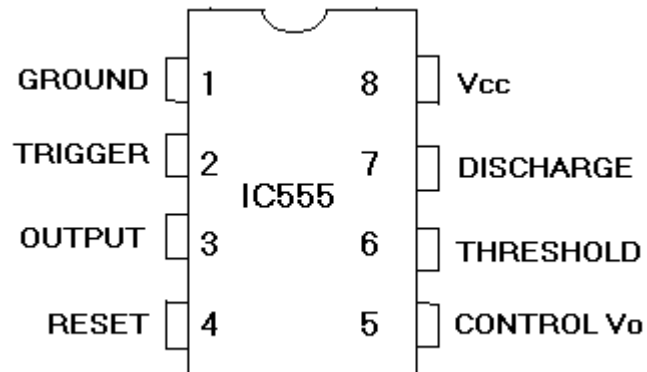 GROUND 1 8 Vcc
TRIGGER 2 7 DISCHARGE
IC555
OUTPUT 3 6 THRESHOLD
RESET 4 5 CONTROL Vo